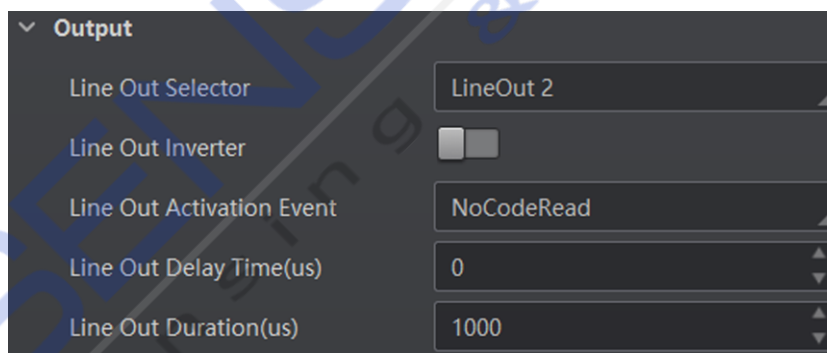 Output
Line Out Selector LineOut 2
Line Out Inverter
Line Out Activation Event NoCodeRead
Line Out Delay Time(us) 0
Line Out Duration(us) 1000